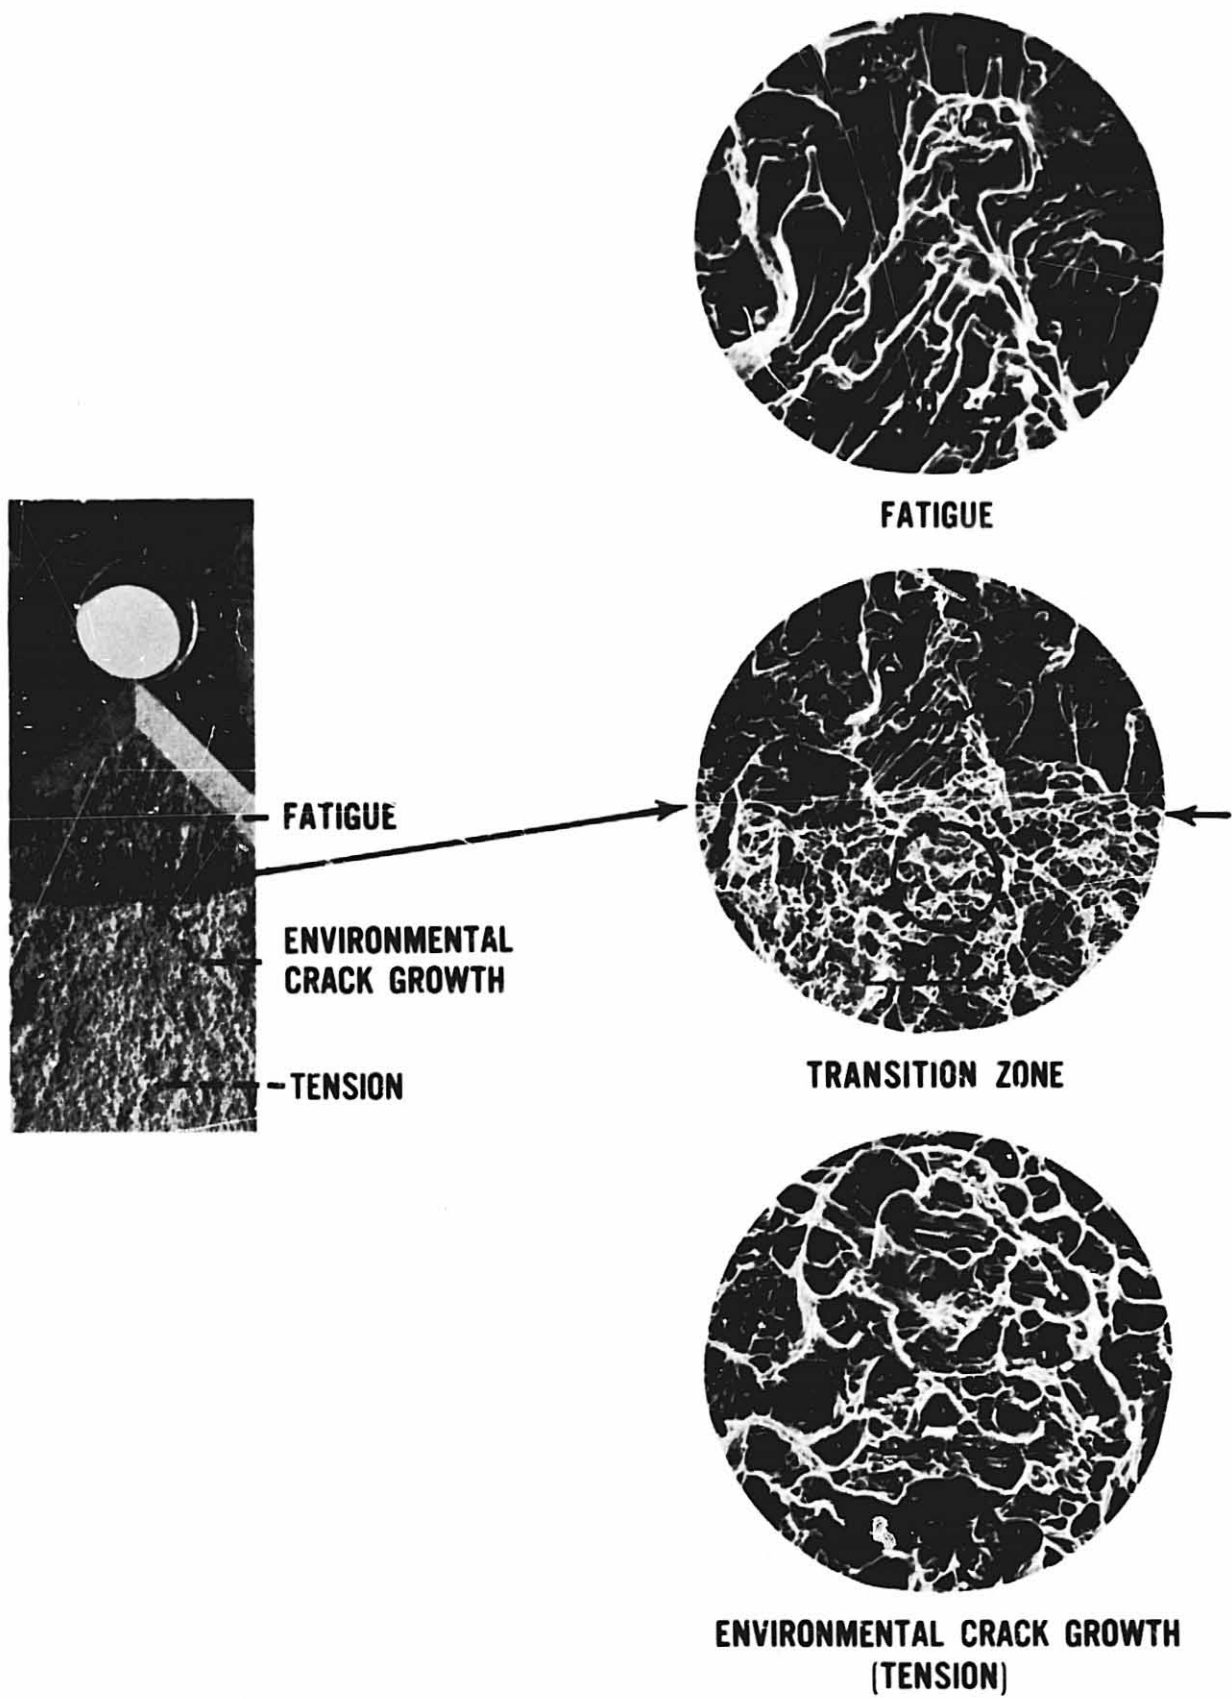 FATIGUE
FATIGUE
ENVIRONMENTAL
CRACK GROWTH
TENSION
TRANSITION ZONE
ENVIRONMENTAL CRACK GROWTH
(TENSION)